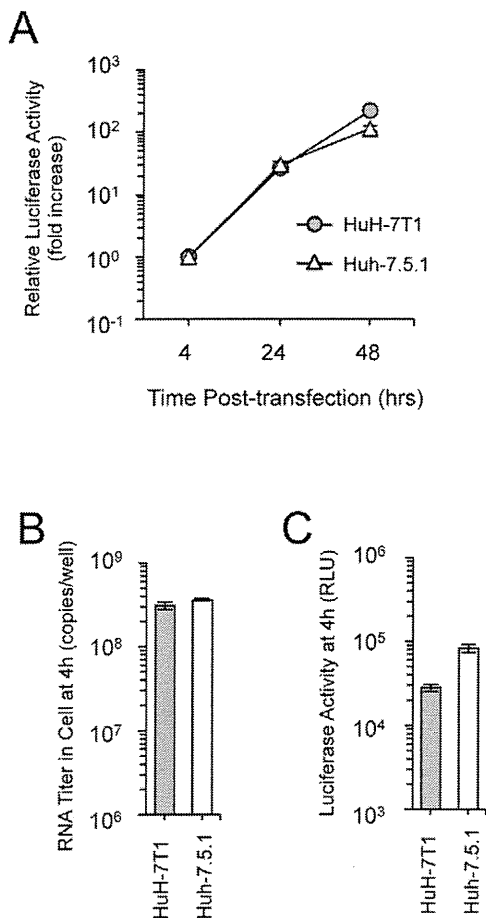 A
Relative Luciferase Activity
(fold increase)
10³
10²
10¹
10⁰
10⁻¹
HuH-7T1
Huh-7.5.1
4 24 48
Time Post-transfection (hrs)
B
RNA Titer in Cell at 4h (copies/well)
10⁹
10⁸
10⁷
10⁶
HuH-7T1
Huh-7.5.1
C
Luciferase Activity at 4h (RLU)
10⁶
10⁵
10⁴
10³
HuH-7T1
Huh-7.5.1